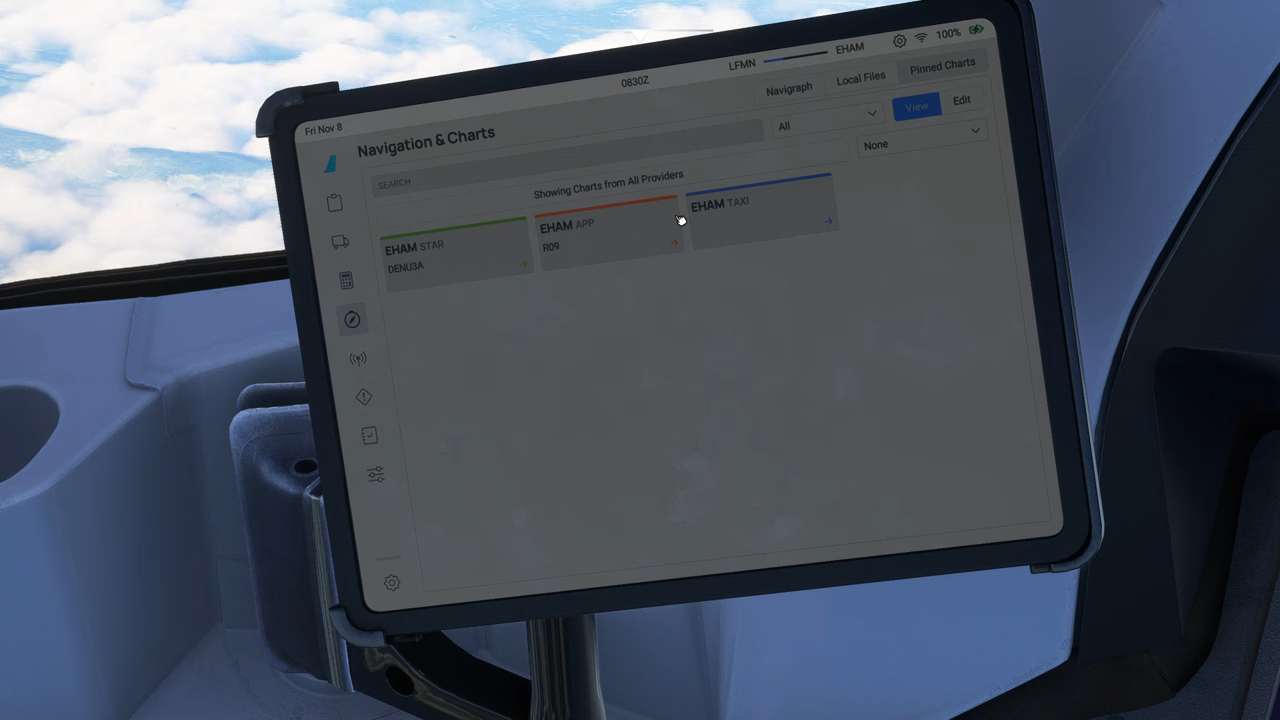 Fri Nov 8
0830Z
LFMN
EHAM
100%
Navigation & Charts
Navigraph
Local Files
Pinned Charts
SEARCH
All
View
Edit
None
Showing Charts from All Providers
EHAM STAR
DENU3A
EHAM APP
R09
EHAM TAXI